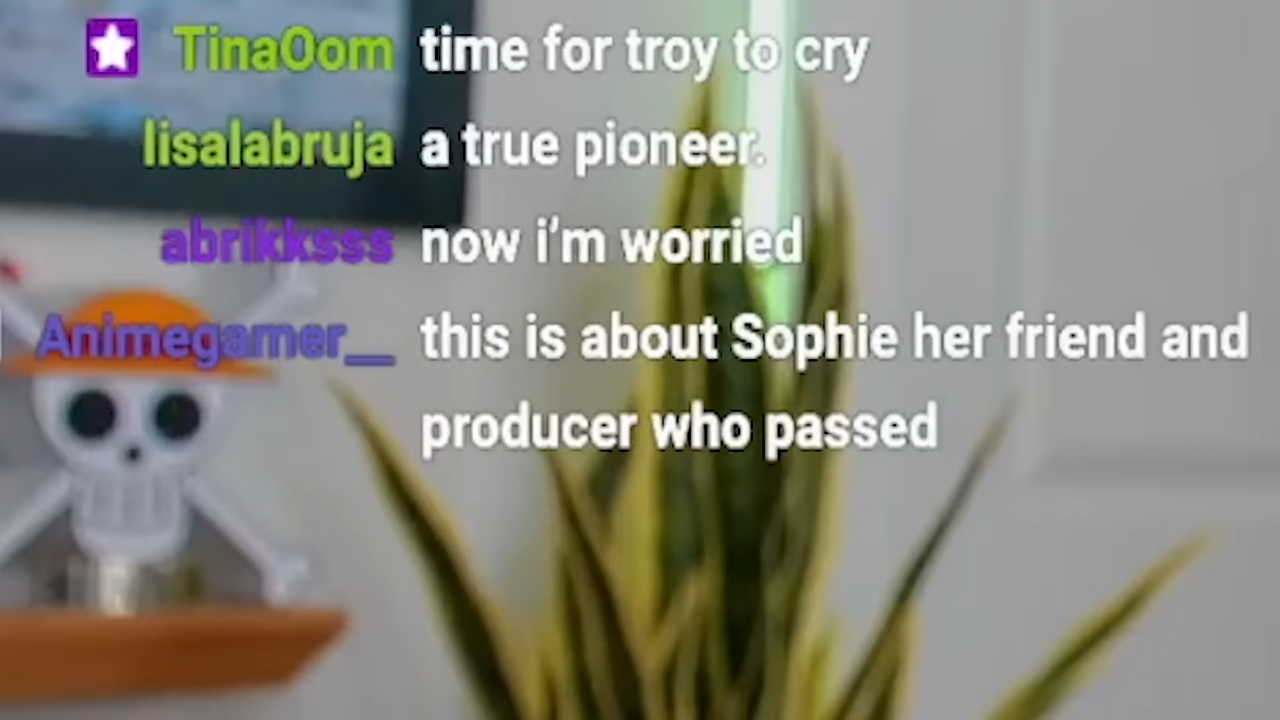 TinaOom time for troy to cry
lisalabruja a true pioneer.
abrikksss now i'm worried
Animegamer__ this is about Sophie her friend and
producer who passed